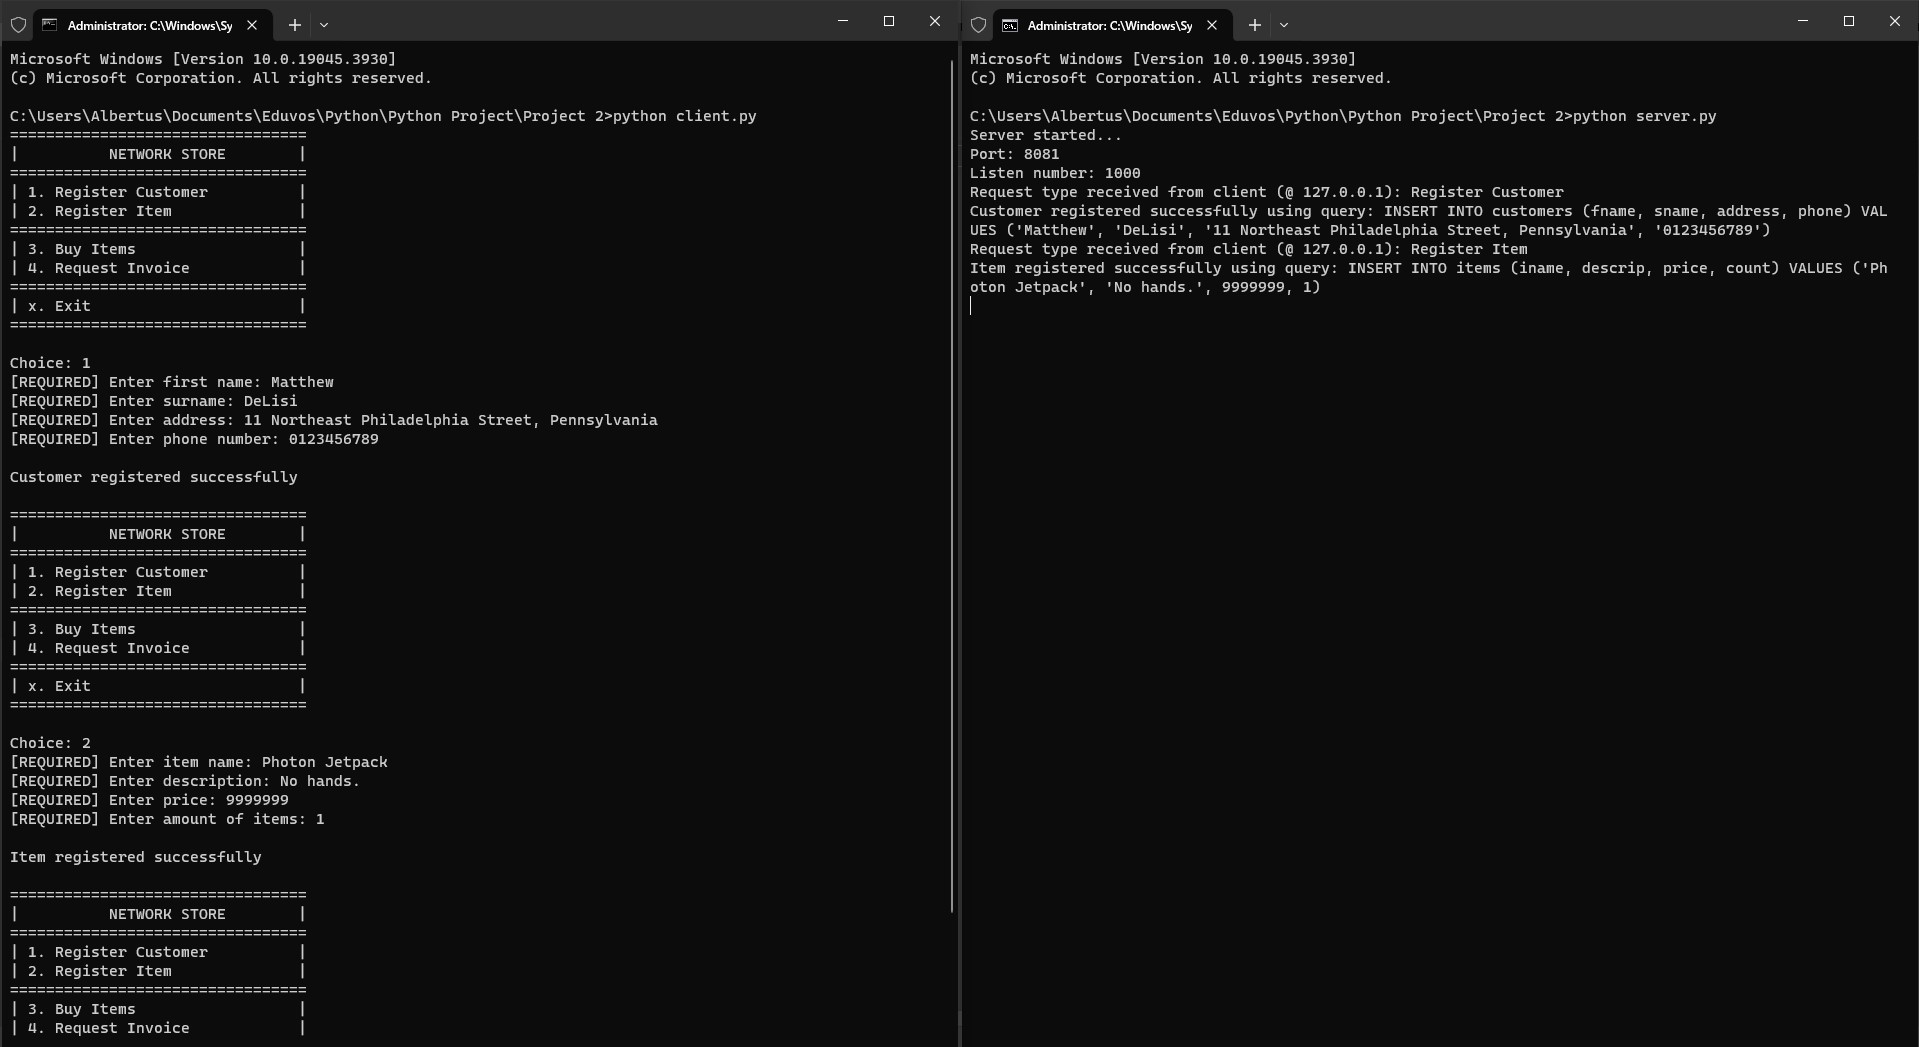 Administrator: C:\Windows\Sy
Microsoft Windows [Version 10.0.19045.3930]
(c) Microsoft Corporation. All rights reserved.
C:\Users\Albertus\Documents\Eduvos\Python\Python Project\Project 2>python client.py
=================================
|          NETWORK STORE        |
=================================
| 1. Register Customer          |
| 2. Register Item              |
=================================
| 3. Buy Items                  |
| 4. Request Invoice            |
=================================
| x. Exit                       |
=================================
Choice: 1
[REQUIRED] Enter first name: Matthew
[REQUIRED] Enter surname: DeLisi
[REQUIRED] Enter address: 11 Northeast Philadelphia Street, Pennsylvania
[REQUIRED] Enter phone number: 0123456789
Customer registered successfully
=================================
|          NETWORK STORE        |
=================================
| 1. Register Customer          |
| 2. Register Item              |
=================================
| 3. Buy Items                  |
| 4. Request Invoice            |
=================================
| x. Exit                       |
=================================
Choice: 2
[REQUIRED] Enter item name: Photon Jetpack
[REQUIRED] Enter description: No hands.
[REQUIRED] Enter price: 9999999
[REQUIRED] Enter amount of items: 1
Item registered successfully
=================================
|          NETWORK STORE        |
=================================
| 1. Register Customer          |
| 2. Register Item              |
=================================
| 3. Buy Items                  |
| 4. Request Invoice            |
Administrator: C:\Windows\Sy
Microsoft Windows [Version 10.0.19045.3930]
(c) Microsoft Corporation. All rights reserved.
C:\Users\Albertus\Documents\Eduvos\Python\Python Project\Project 2>python server.py
Server started...
Port: 8081
Listen number: 1000
Request type received from client (@ 127.0.0.1): Register Customer
Customer registered successfully using query: INSERT INTO customers (fname, sname, address, phone) VAL
UES ('Matthew', 'DeLisi', '11 Northeast Philadelphia Street, Pennsylvania', '0123456789')
Request type received from client (@ 127.0.0.1): Register Item
Item registered successfully using query: INSERT INTO items (iname, descrip, price, count) VALUES ('Ph
oton Jetpack', 'No hands.', 9999999, 1)